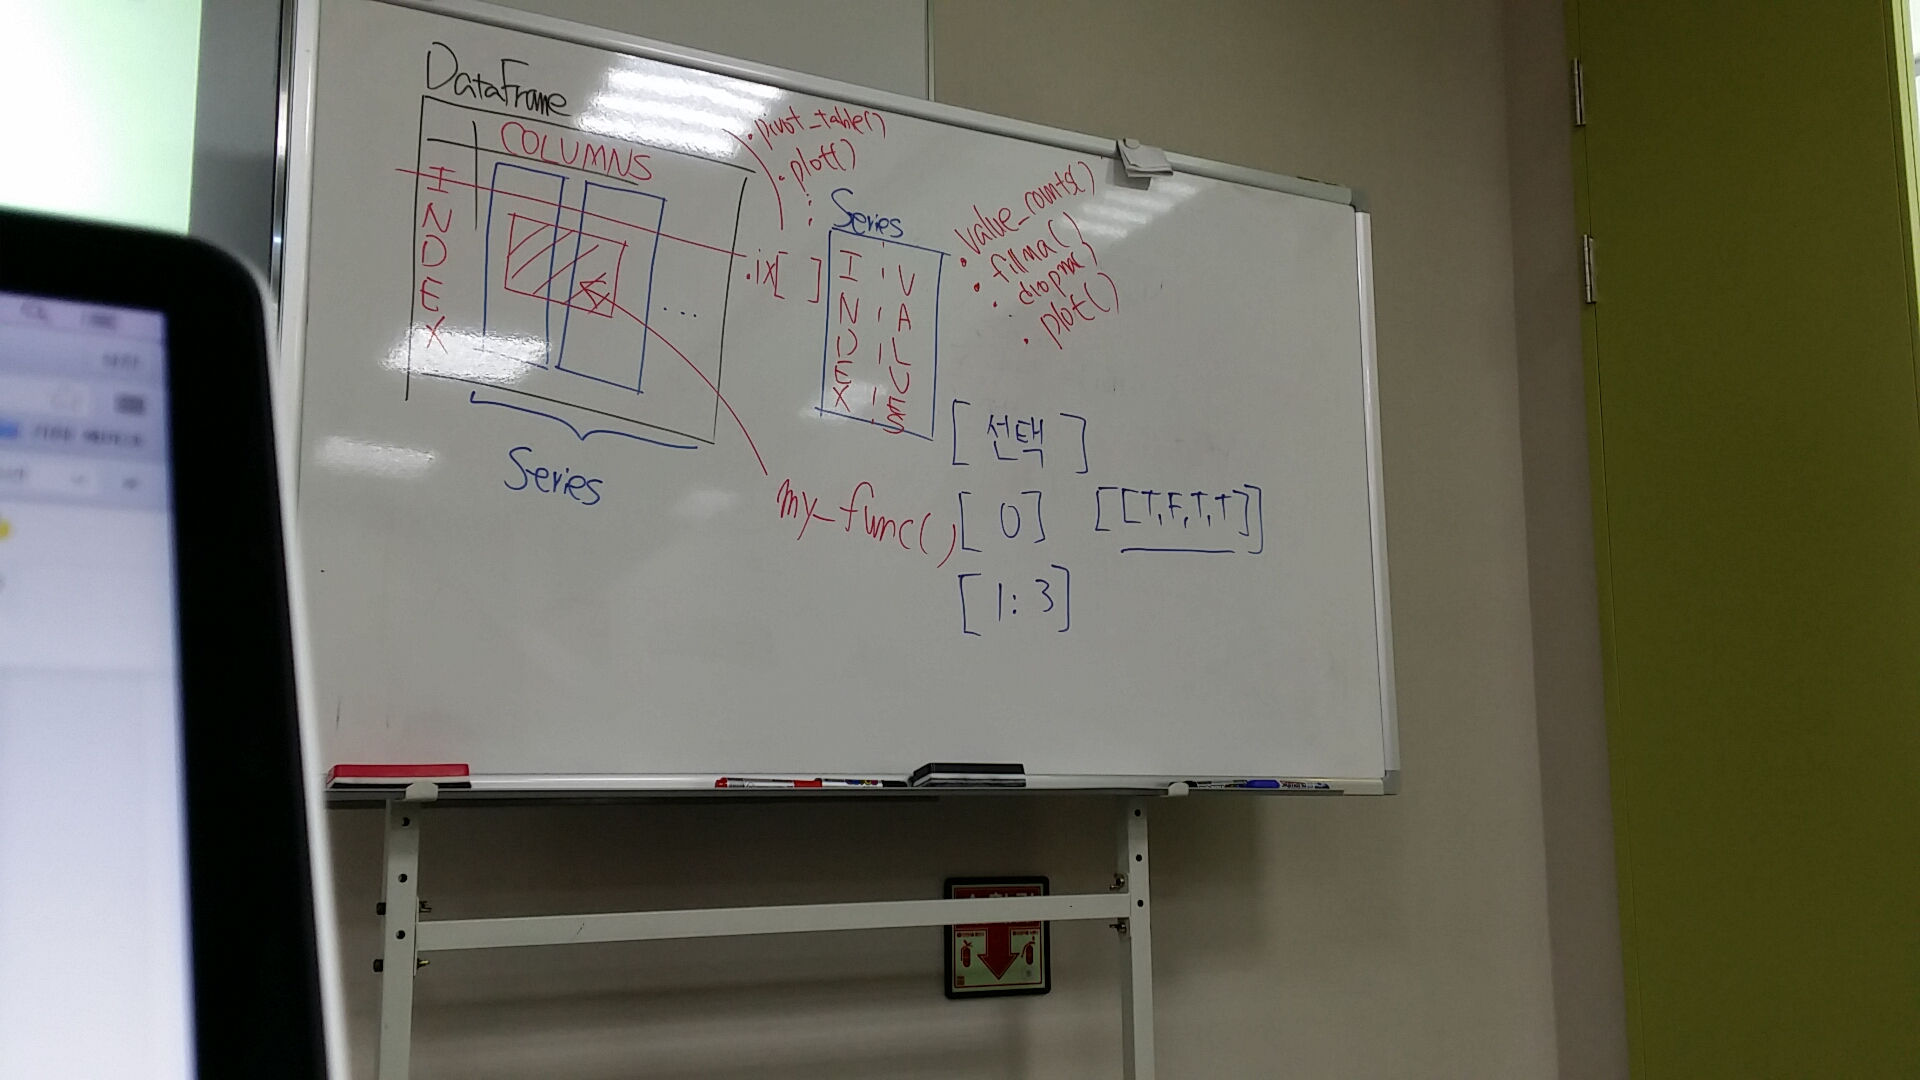 DataFrame
COLUMNS
INDEX
...
Series
.pivot_table()
.plot()
.ix[ ]
my_func()
Series
INDEX
VALUES
.value_counts()
.fillna()
.dropna()
.plot()
[ 선택 ]
[ 0 ] [[T,F,T,T]]
[ 1:3 ]